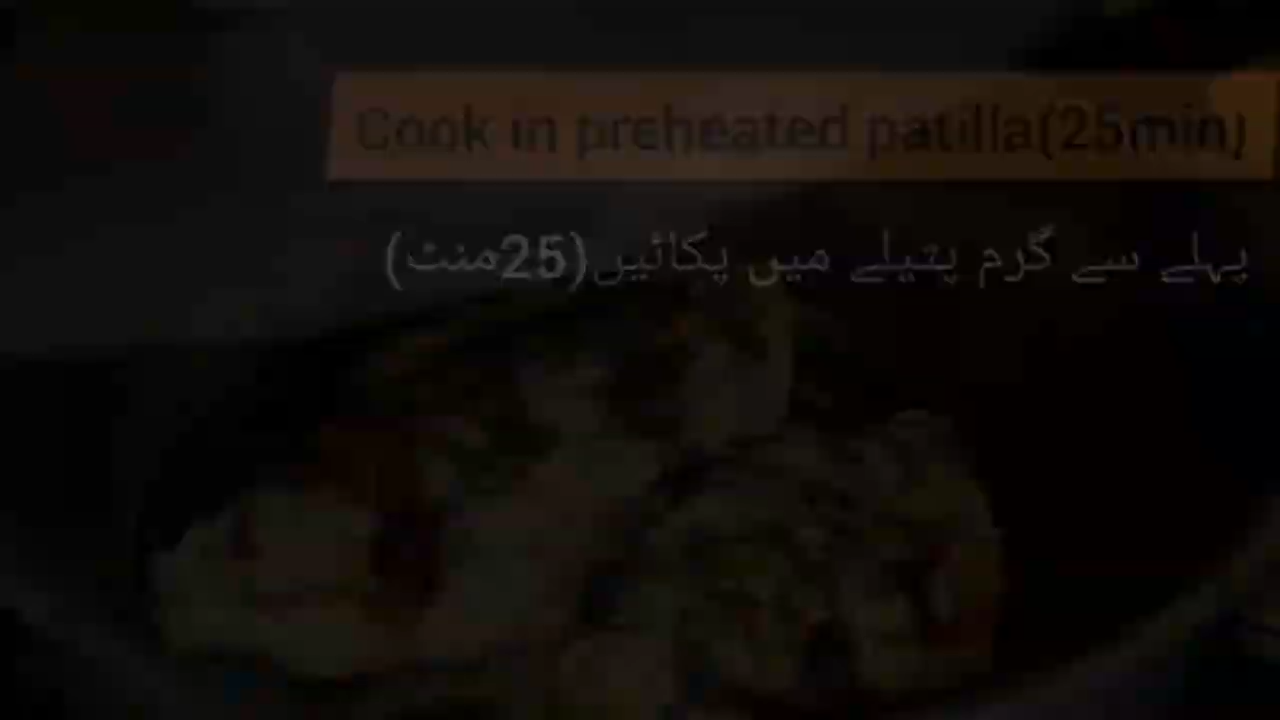 Cook in preheated patilla(25min)
پہلے سے گرم پتیلے میں پکائیں(25منٹ)